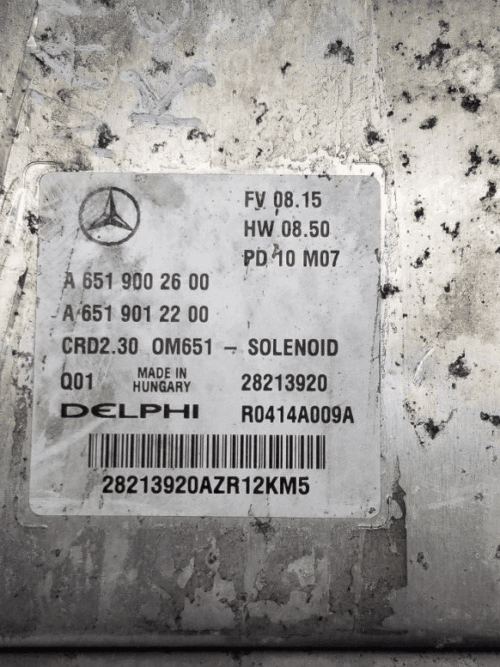 FV 08.15
HW 08.50
PD 10 M07
A 651 900 26 00
A 651 901 22 00
CRD2.30 OM651 - SOLENOID
Q01 MADE IN HUNGARY 28213920
DELPHI R0414A009A
28213920AZR12KM5